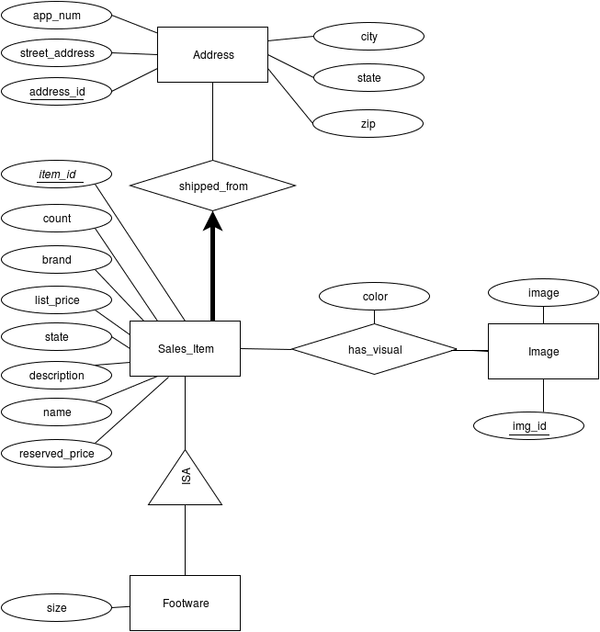 app_num
street_address
address_id
Address
city
state
zip
shipped_from
item_id
count
brand
list_price
state
description
name
reserved_price
Sales_Item
color
has_visual
image
Image
img_id
ISA
size
Footware